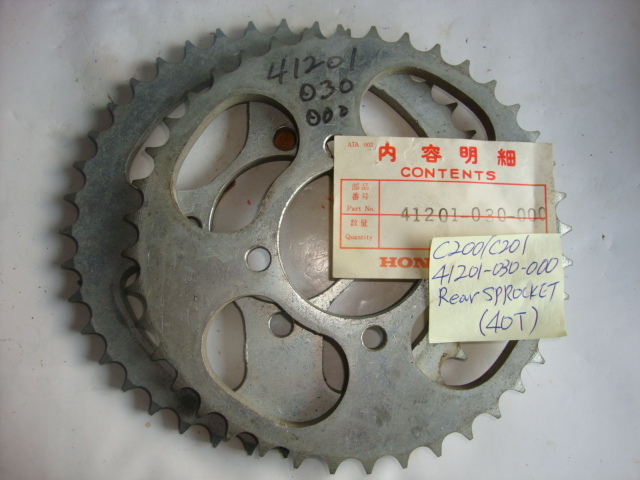 41201
030
000
ATA 002
内容明細
CONTENTS
部品
番号
Part No.
41201-030-000
数量
Quantity
HON
C200/C201
41201-030-000
Rear SPROCKET
(40T)